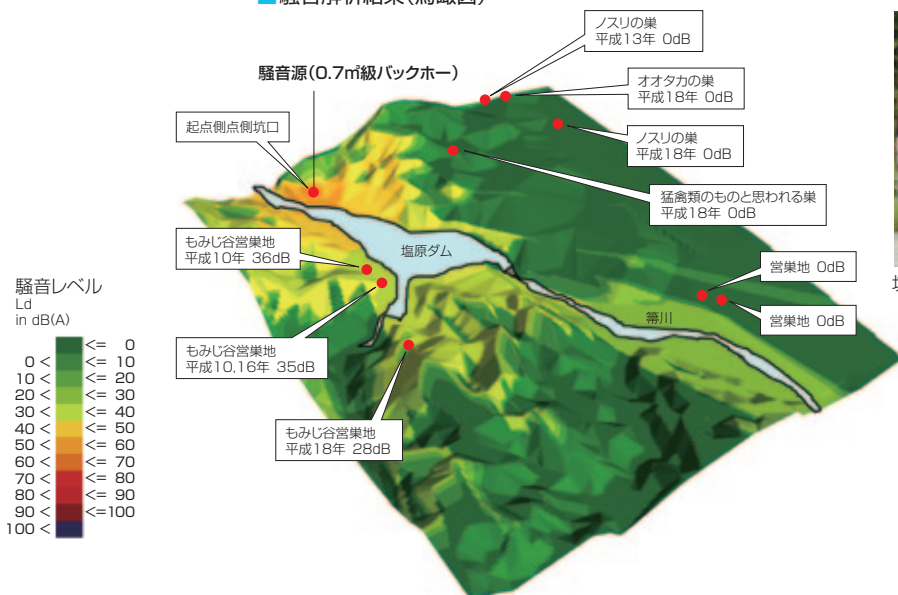 ノスリの巣
平成13年 0dB
騒音源(0.7㎥級バックホー)
オオタカの巣
平成18年 0dB
起点側点側坑口
ノスリの巣
平成18年 0dB
猛禽類のものと思われる巣
平成18年 0dB
もみじ谷営巣地
平成10年 36dB
塩原ダム
営巣地 0dB
箒川
営巣地 0dB
もみじ谷営巣地
平成10,16年 35dB
もみじ谷営巣地
平成18年 28dB
騒音レベル
Ld
in dB(A)
<= 0
0 < <= 10
10 < <= 20
20 < <= 30
30 < <= 40
40 < <= 50
50 < <= 60
60 < <= 70
70 < <= 80
80 < <= 90
90 < <=100
100 <